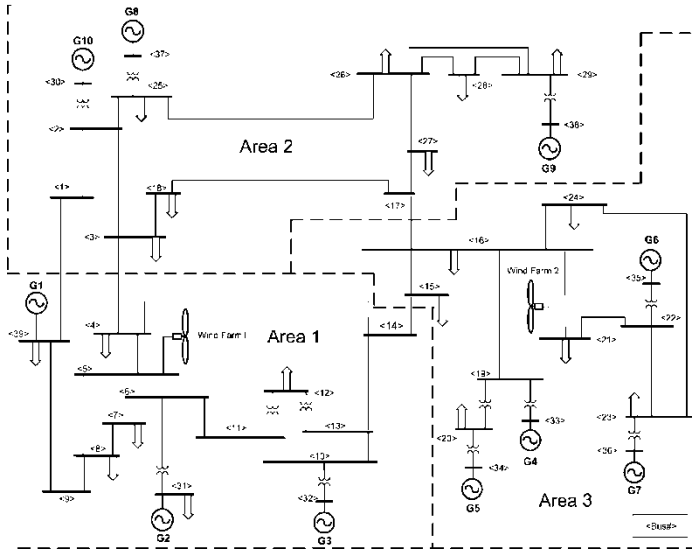 G8
G10
<37>
<30>
<25>
<26>
<28>
<29>
<2>
<38>
Area 2
<27>
G9
<1>
<18>
<17>
<24>
<3>
<16>
G6
G1
<15>
Wind Farm 2
<35>
<39>
<4>
Wind Farm 1
Area 1
<14>
<22>
<21>
<5>
<19>
<6>
<12>
<7>
<11>
<13>
<20>
<33>
<23>
<8>
<10>
G4
<36>
<9>
<31>
<32>
<34>
G5
G7
Area 3
G2
G3
<Bus#>